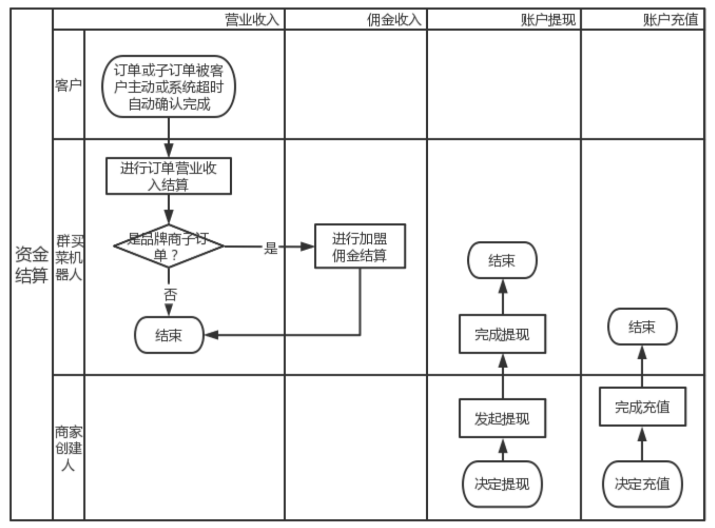 营业收入
佣金收入
账户提现
账户充值
资金
结算
客户
订单或子订单被客
户主动或系统超时
自动确认完成
群买
菜机
器人
进行订单营业收
入结算
是品牌商子订
单？
是
进行加盟
佣金结算
否
结束
结束
完成提现
结束
商家
创建
人
发起提现
决定提现
完成充值
决定充值